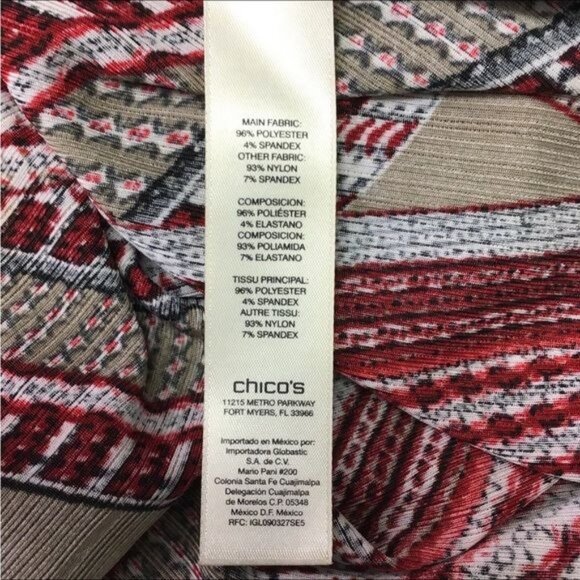 MAIN FABRIC:
96% POLYESTER
4% SPANDEX
OTHER FABRIC:
93% NYLON
7% SPANDEX
COMPOSICION:
96% POLIÉSTER
4% ELASTANO
COMPOSICION:
93% POLIAMIDA
7% ELASTANO
TISSU PRINCIPAL:
96% POLYESTER
4% SPANDEX
AUTRE TISSU:
93% NYLON
7% SPANDEX
chico's
11215 METRO PARKWAY
FORT MYERS, FL 33966
Importado en México por:
Importadora Globastic
S.A. de C.V.
Mario Pani #200
Colonia Santa Fe Cuajimalpa
Delegación Cuajimalpa
de Morelos C.P. 05348
México D.F. México
RFC: IGL090327SE5